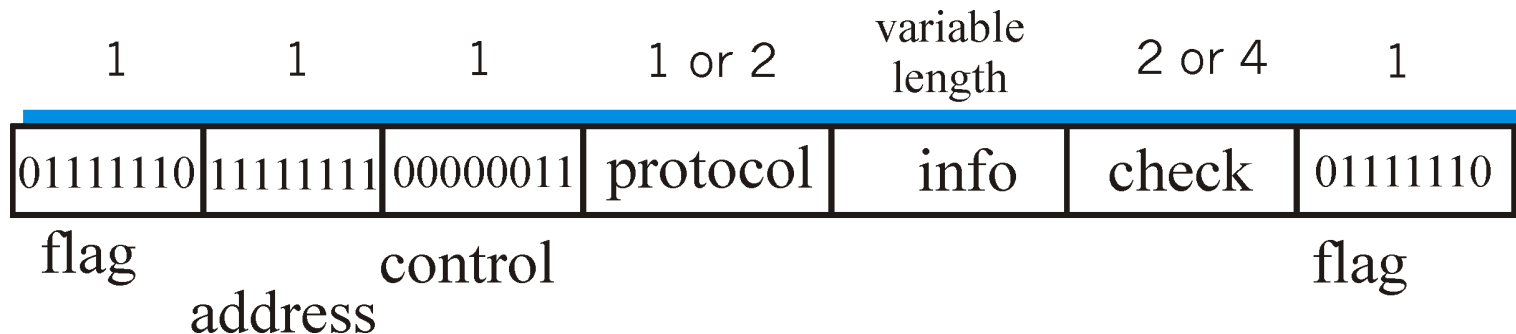 1 1 1 1 or 2 variable length 2 or 4 1
01111110 11111111 00000011 protocol info check 01111110
flag address control flag